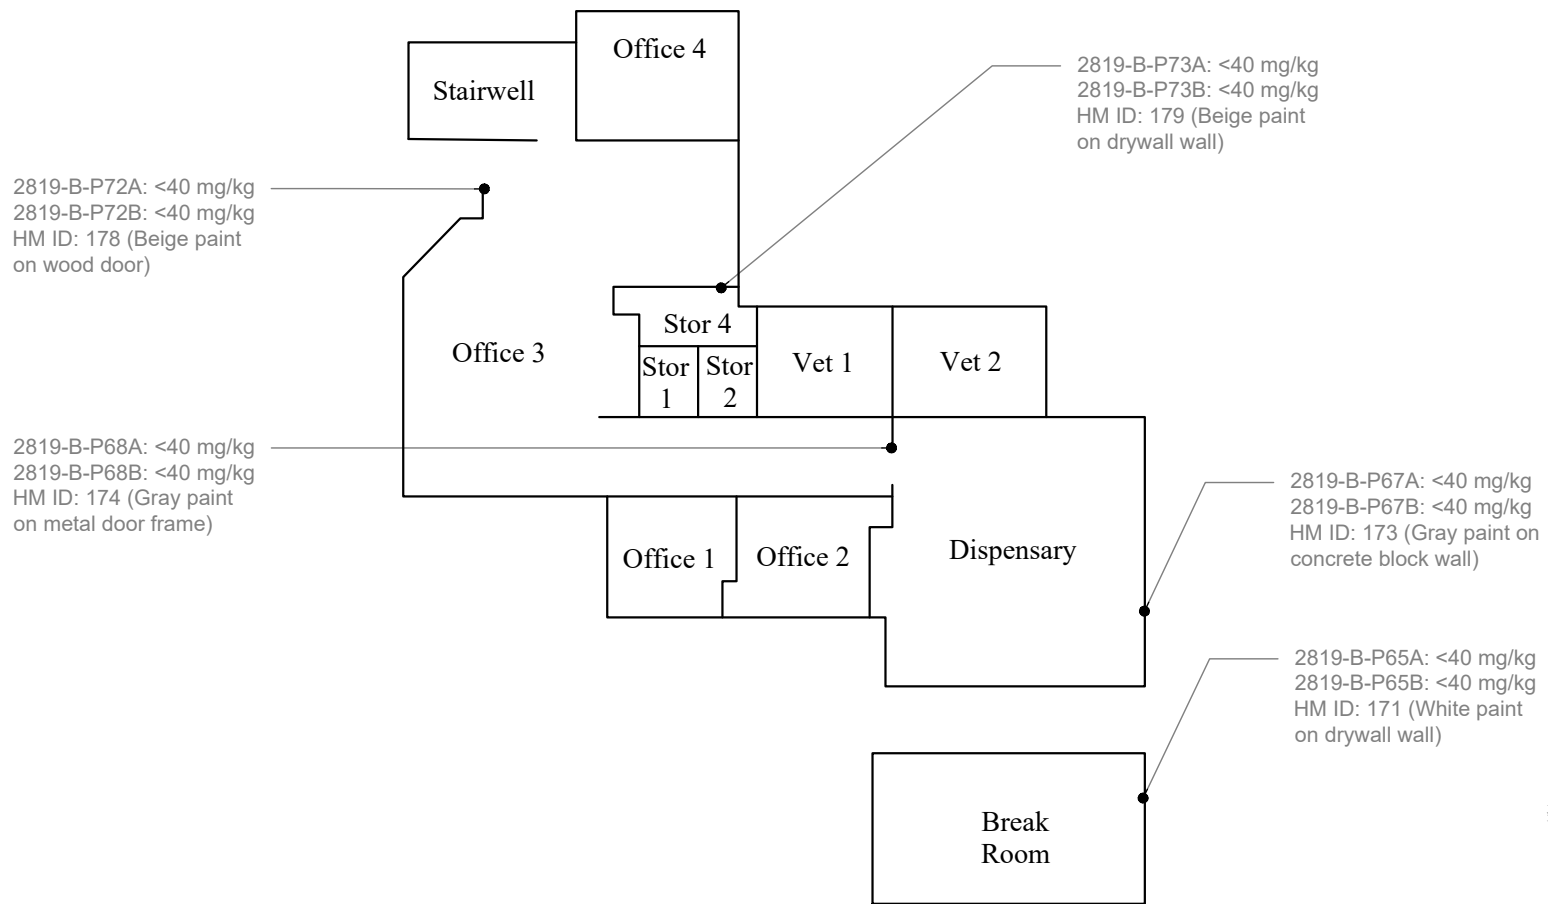 Office 4
Stairwell
2819-B-P73A: <40 mg/kg
2819-B-P73B: <40 mg/kg
HM ID: 179 (Beige paint
on drywall wall)
2819-B-P72A: <40 mg/kg
2819-B-P72B: <40 mg/kg
HM ID: 178 (Beige paint
on wood door)
Stor 4
Office 3
Stor
1
Stor
2
Vet 1
Vet 2
2819-B-P68A: <40 mg/kg
2819-B-P68B: <40 mg/kg
HM ID: 174 (Gray paint
on metal door frame)
2819-B-P67A: <40 mg/kg
2819-B-P67B: <40 mg/kg
HM ID: 173 (Gray paint on
concrete block wall)
Office 1
Office 2
Dispensary
2819-B-P65A: <40 mg/kg
2819-B-P65B: <40 mg/kg
HM ID: 171 (White paint
on drywall wall)
Break
Room